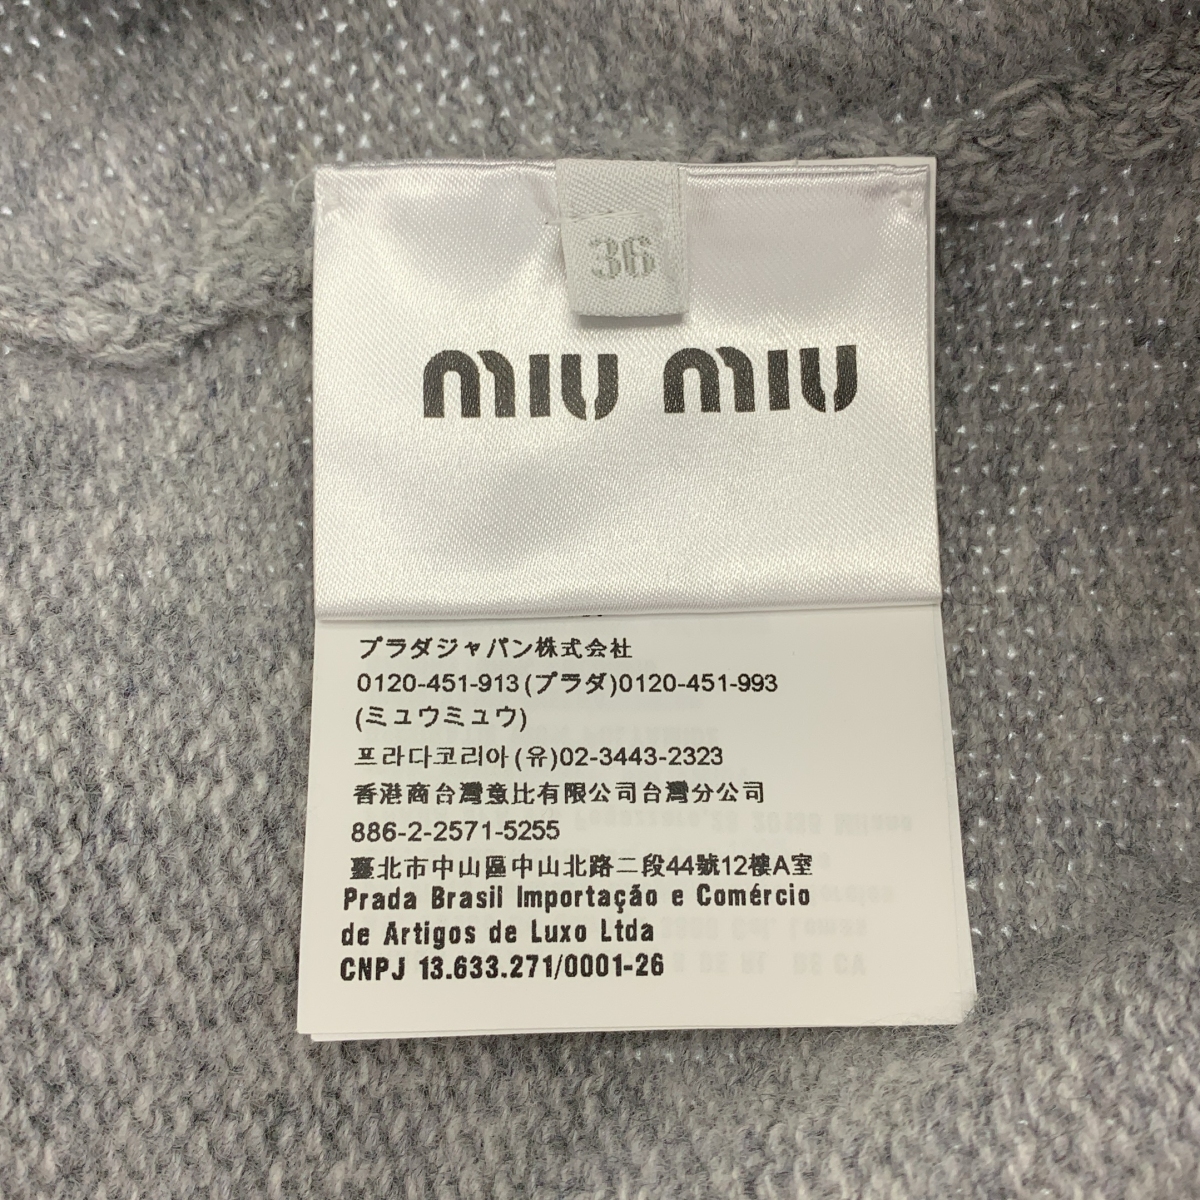 36
miu miu
プラダジャパン株式会社
0120-451-913(プラダ)0120-451-993
(ミュウミュウ)
프라다코리아(유)02-3443-2323
香港商台灣意比有限公司台灣分公司
886-2-2571-5255
臺北市中山區中山北路二段44號12樓A室
Prada Brasil Importação e Comércio
de Artigos de Luxo Ltda
CNPJ 13.633.271/0001-26